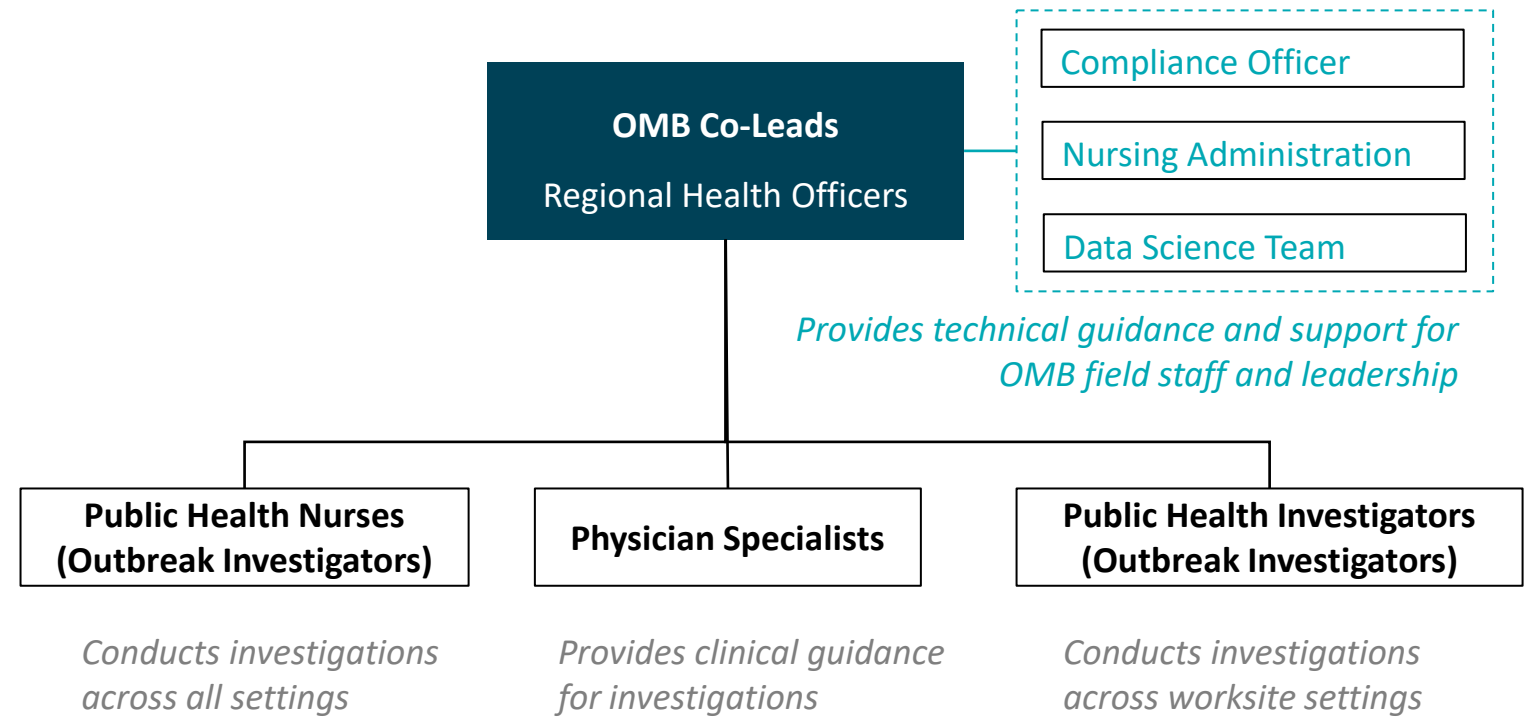 OMB Co-Leads
Regional Health Officers
Compliance Officer
Nursing Administration
Data Science Team
Provides technical guidance and support for
OMB field staff and leadership
Public Health Nurses
(Outbreak Investigators)
Conducts investigations
across all settings
Physician Specialists
Provides clinical guidance
for investigations
Public Health Investigators
(Outbreak Investigators)
Conducts investigations
across worksite settings